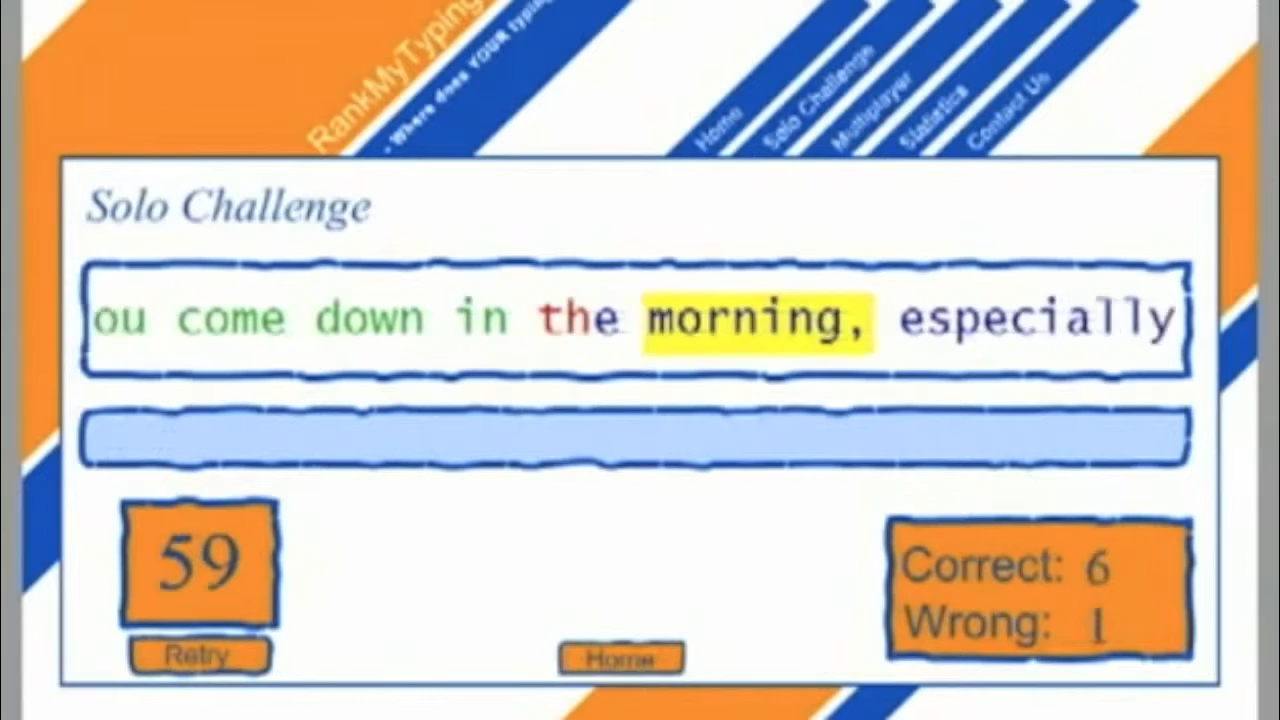 RankMyTyping
- Where does YOUR typing
Home
Solo Challenge
Multiplayer
Statistics
Contact Us
Solo Challenge
ou come down in the morning, especially
59
Correct: 6
Wrong: 1
Retry
Home